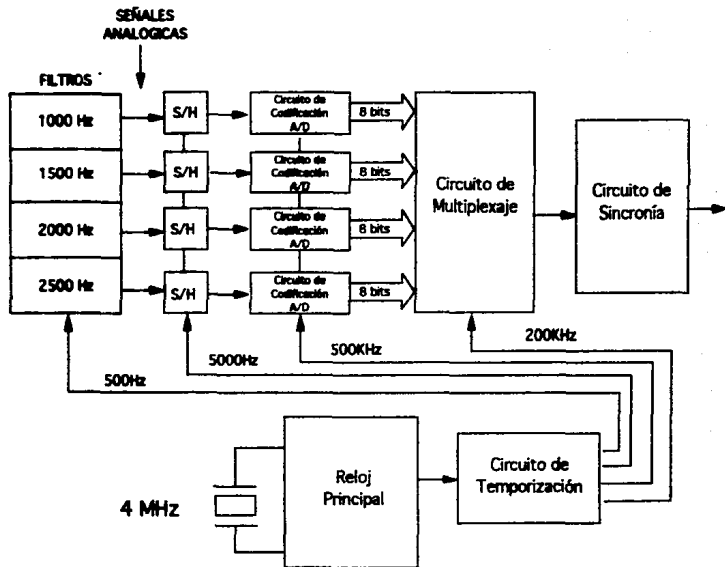 SEÑALES
ANALOGICAS
FILTROS
1000 Hz
1500 Hz
2000 Hz
2500 Hz
S/H
S/H
S/H
S/H
Circuito de
Codificación
A/D
Circuito de
Codificación
A/D
Circuito de
Codificación
A/D
Circuito de
Codificación
A/D
8 bits
8 bits
8 bits
8 bits
Circuito de
Multiplexaje
Circuito de
Sincronía
500Hz
5000Hz
500KHz
200KHz
4 MHz
Reloj
Principal
Circuito de
Temporización